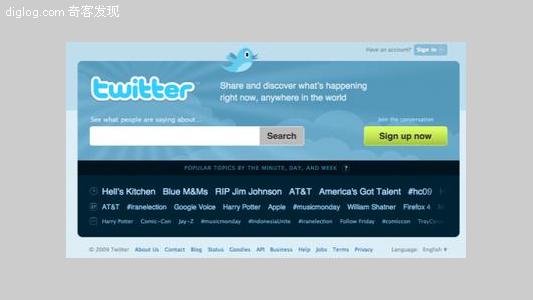 diglog.com 奇客发现
Have an account? Sign in
twitter
Share and discover what's happening
right now, anywhere in the world
See what people are saying about...
Join the conversation
Search
Sign up now
POPULAR TOPICS BY THE MINUTE, DAY, AND WEEK ?
Hell's Kitchen Blue M&Ms RIP Jim Johnson AT&T America's Got Talent #hc09 H
AT&T #iranelection Google Voice Harry Potter Apple #musicmonday William Shatner Firefox 4
Harry Potter Comic-Con Jay-Z #musicmonday #IndonesiaUnite #iranelection Follow Friday #comiccon
© 2009 Twitter About Us Contact Blog Status Goodies API Business Help Jobs Terms Privacy
Language: English